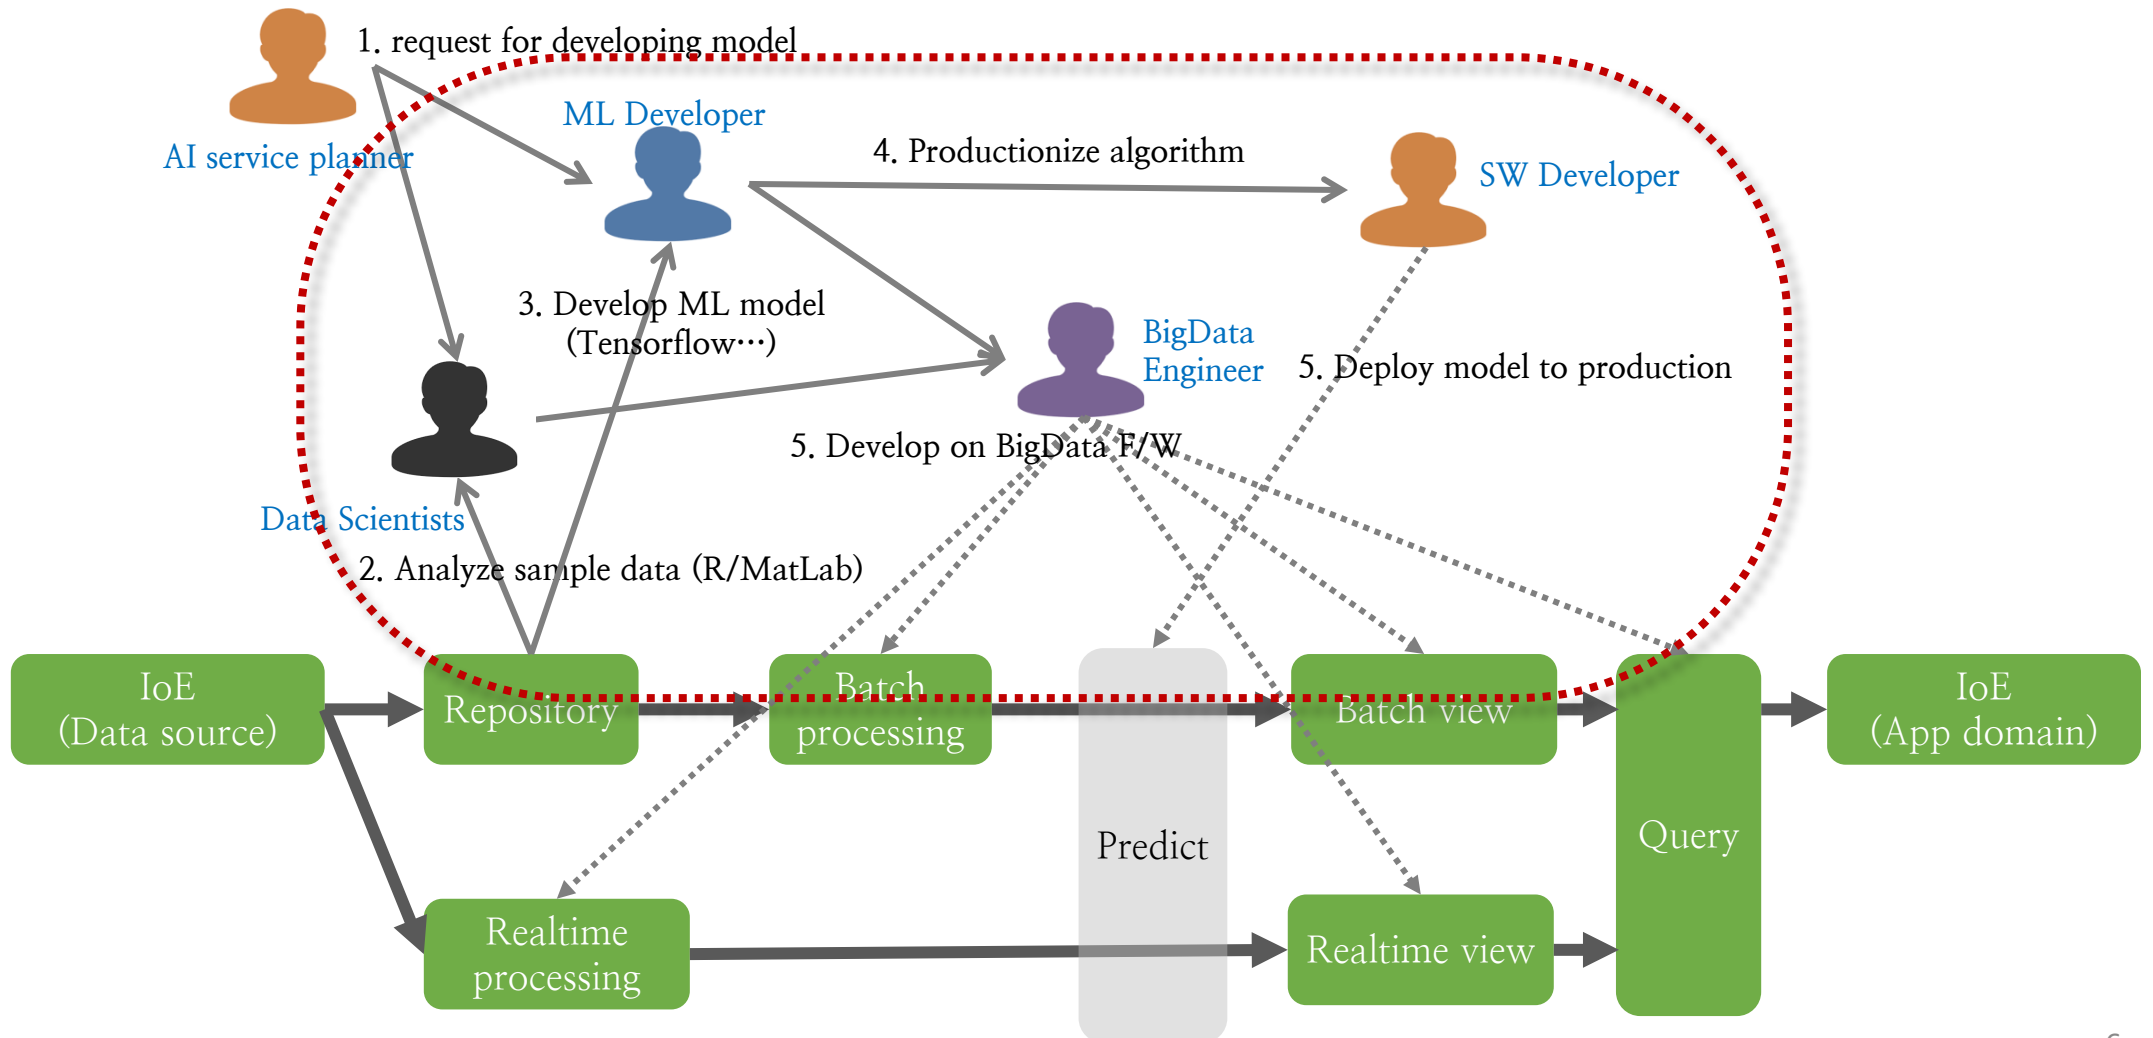 1. request for developing model
ML Developer
AI service planner
4. Productionize algorithm
SW Developer
3. Develop ML model
(Tensorflow···)
BigData
Engineer
5. Deploy model to production
5. Develop on BigData F/W
Data Scientists
2. Analyze sample data (R/MatLab)
IoE
(Data source)
Repository
Batch
processing
Batch view
IoE
(App domain)
Predict
Query
Realtime
processing
Realtime view